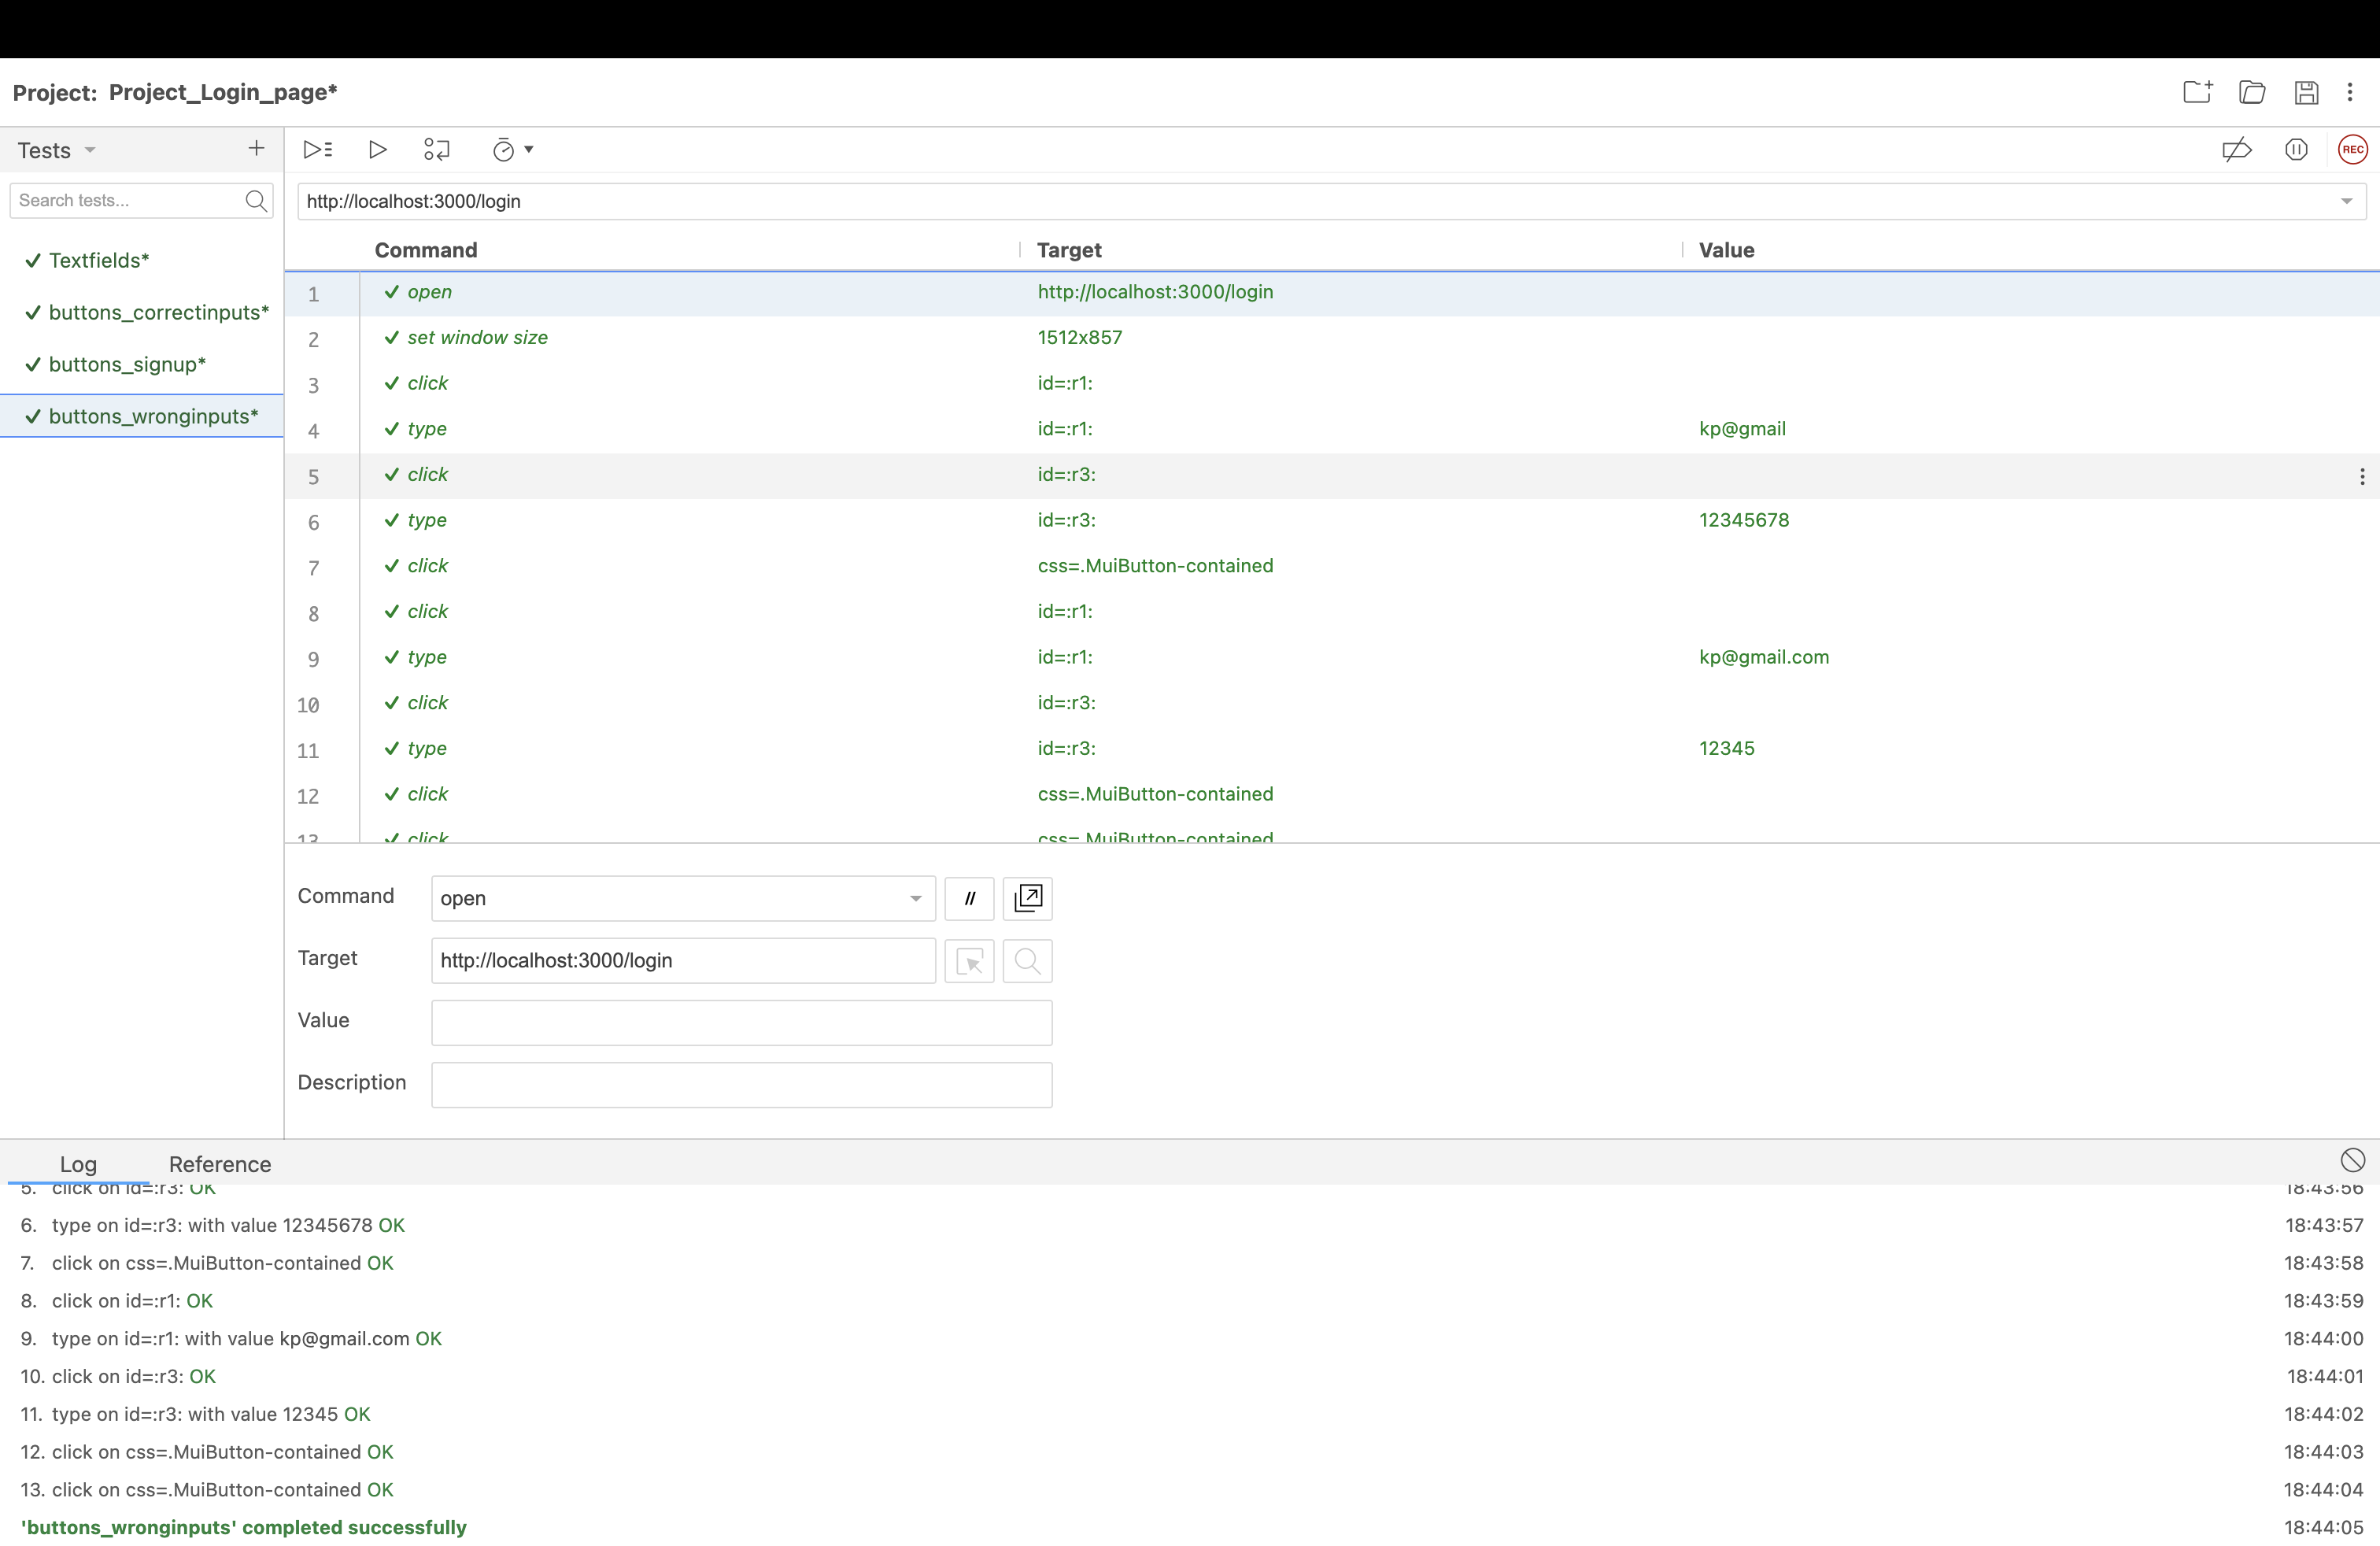 Project: Project_Login_page*
Tests
Search tests...
Textfields*
buttons_correctinputs*
buttons_signup*
buttons_wronginputs*
REC
http://localhost:3000/login
Command Target Value
1 open http://localhost:3000/login
2 set window size 1512x857
3 click id=:r1:
4 type id=:r1: kp@gmail
5 click id=:r3:
6 type id=:r3: 12345678
7 click css=.MuiButton-contained
8 click id=:r1:
9 type id=:r1: kp@gmail.com
10 click id=:r3:
11 type id=:r3: 12345
12 click css=.MuiButton-contained
13 click css=.MuiButton-contained
Command open //
Target http://localhost:3000/login
Value
Description
Log Reference
5. click on id=:r3: OK 18:43:56
6. type on id=:r3: with value 12345678 OK 18:43:57
7. click on css=.MuiButton-contained OK 18:43:58
8. click on id=:r1: OK 18:43:59
9. type on id=:r1: with value kp@gmail.com OK 18:44:00
10. click on id=:r3: OK 18:44:01
11. type on id=:r3: with value 12345 OK 18:44:02
12. click on css=.MuiButton-contained OK 18:44:03
13. click on css=.MuiButton-contained OK 18:44:04
'buttons_wronginputs' completed successfully 18:44:05